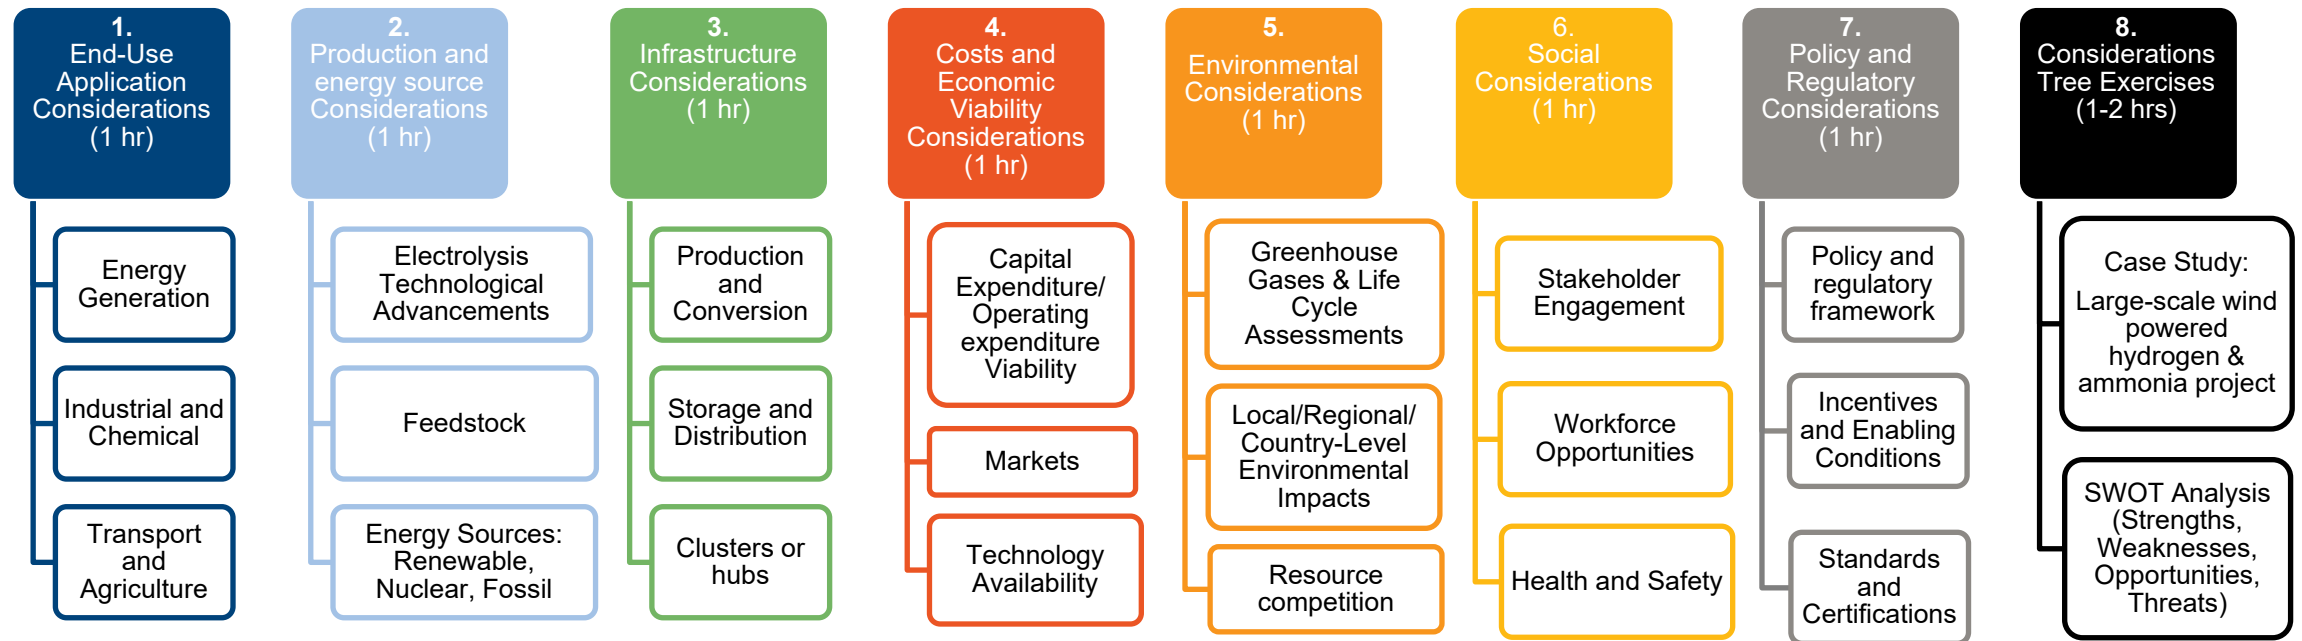 1.
End-Use
Application
Considerations
(1 hr)
Energy
Generation
Industrial and
Chemical
Transport
and
Agriculture
2.
Production and
energy source
Considerations
(1 hr)
Electrolysis
Technological
Advancements
Feedstock
Energy Sources:
Renewable,
Nuclear, Fossil
3.
Infrastructure
Considerations
(1 hr)
Production
and
Conversion
Storage and
Distribution
Clusters or
hubs
4.
Costs and
Economic
Viability
Considerations
(1 hr)
Capital
Expenditure/
Operating
expenditure
Viability
Markets
Technology
Availability
5.
Environmental
Considerations
(1 hr)
Greenhouse
Gases & Life
Cycle
Assessments
Local/Regional/
Country-Level
Environmental
Impacts
Resource
competition
6.
Social
Considerations
(1 hr)
Stakeholder
Engagement
Workforce
Opportunities
Health and Safety
7.
Policy and
Regulatory
Considerations
(1 hr)
Policy and
regulatory
framework
Incentives
and Enabling
Conditions
Standards
and
Certifications
8.
Considerations
Tree Exercises
(1-2 hrs)
Case Study:
Large-scale wind
powered
hydrogen &
ammonia project
SWOT Analysis
(Strengths,
Weaknesses,
Opportunities,
Threats)